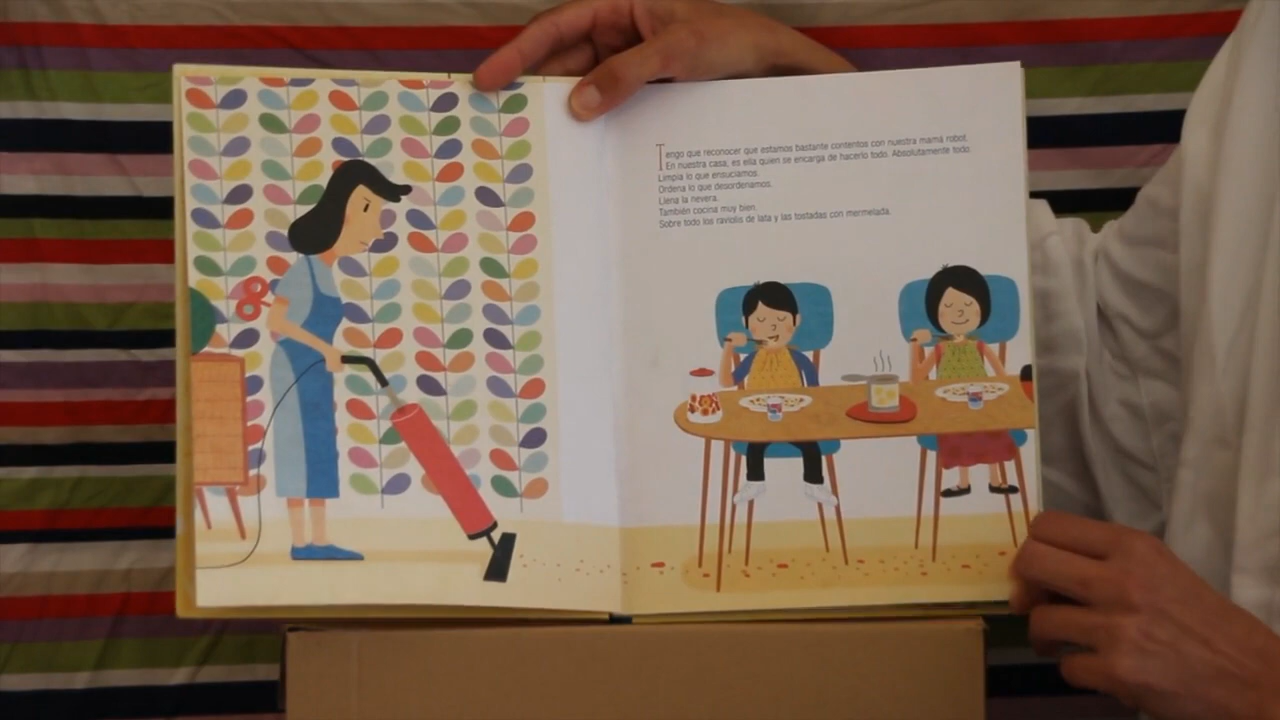 Tengo que reconocer que estamos bastante contentos con nuestra mamá robot.
En nuestra casa, es ella quien se encarga de hacerlo todo. Absolutamente todo.
Limpia lo que ensuciamos.
Ordena lo que desordenamos.
Llena la nevera.
También cocina muy bien.
Sobre todo los raviolis de lata y las tostadas con mermelada.